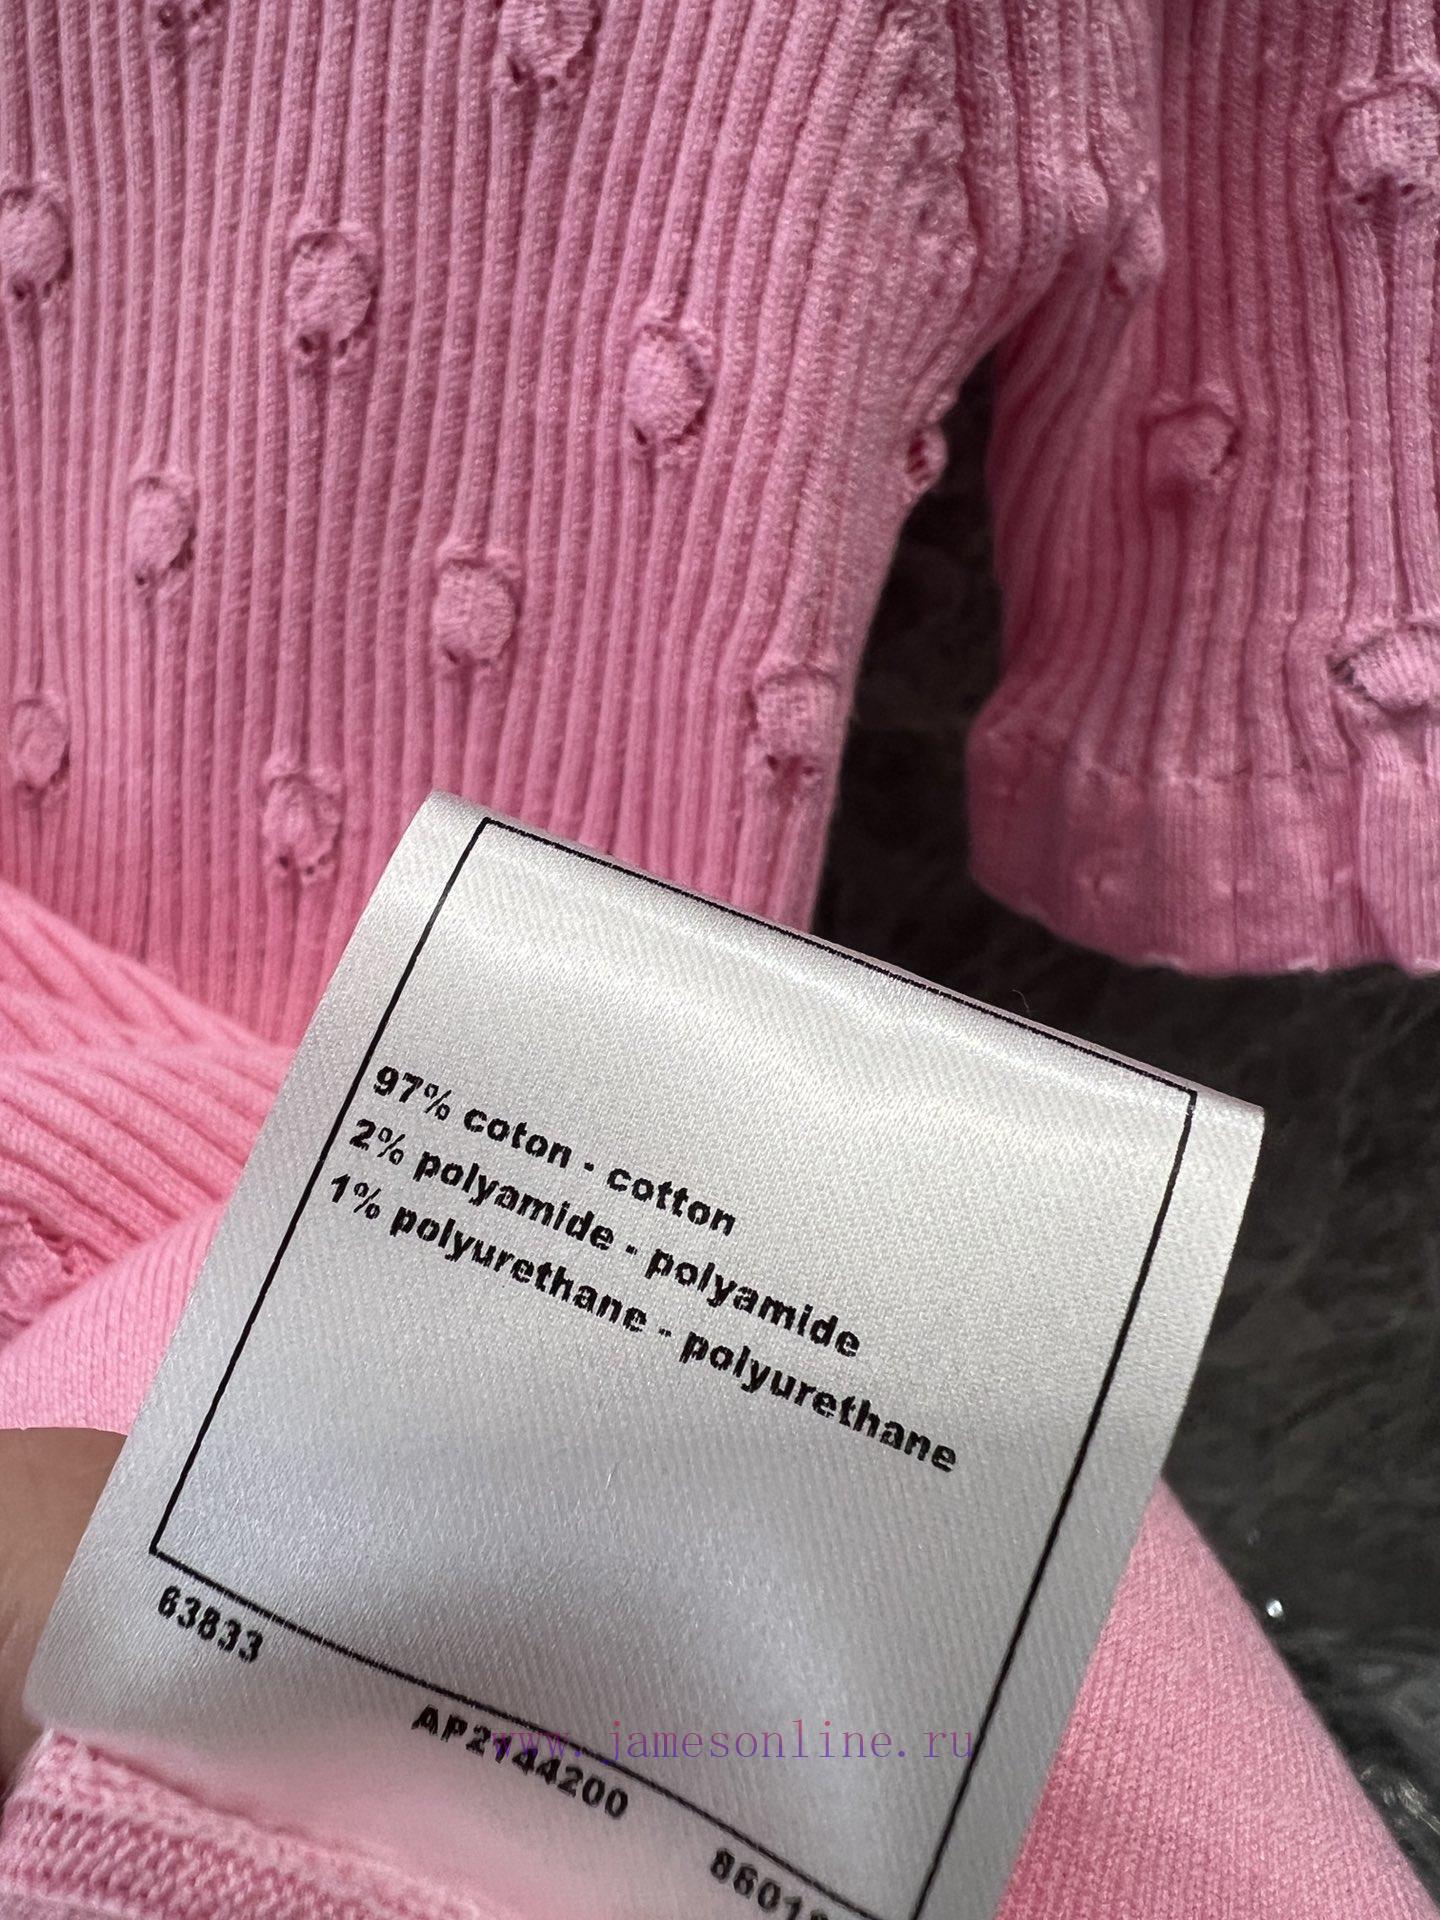 97% coton - cotton
2% polyamide - polyamide
1% polyurethane - polyurethane
63833
www.jamesonline.ru